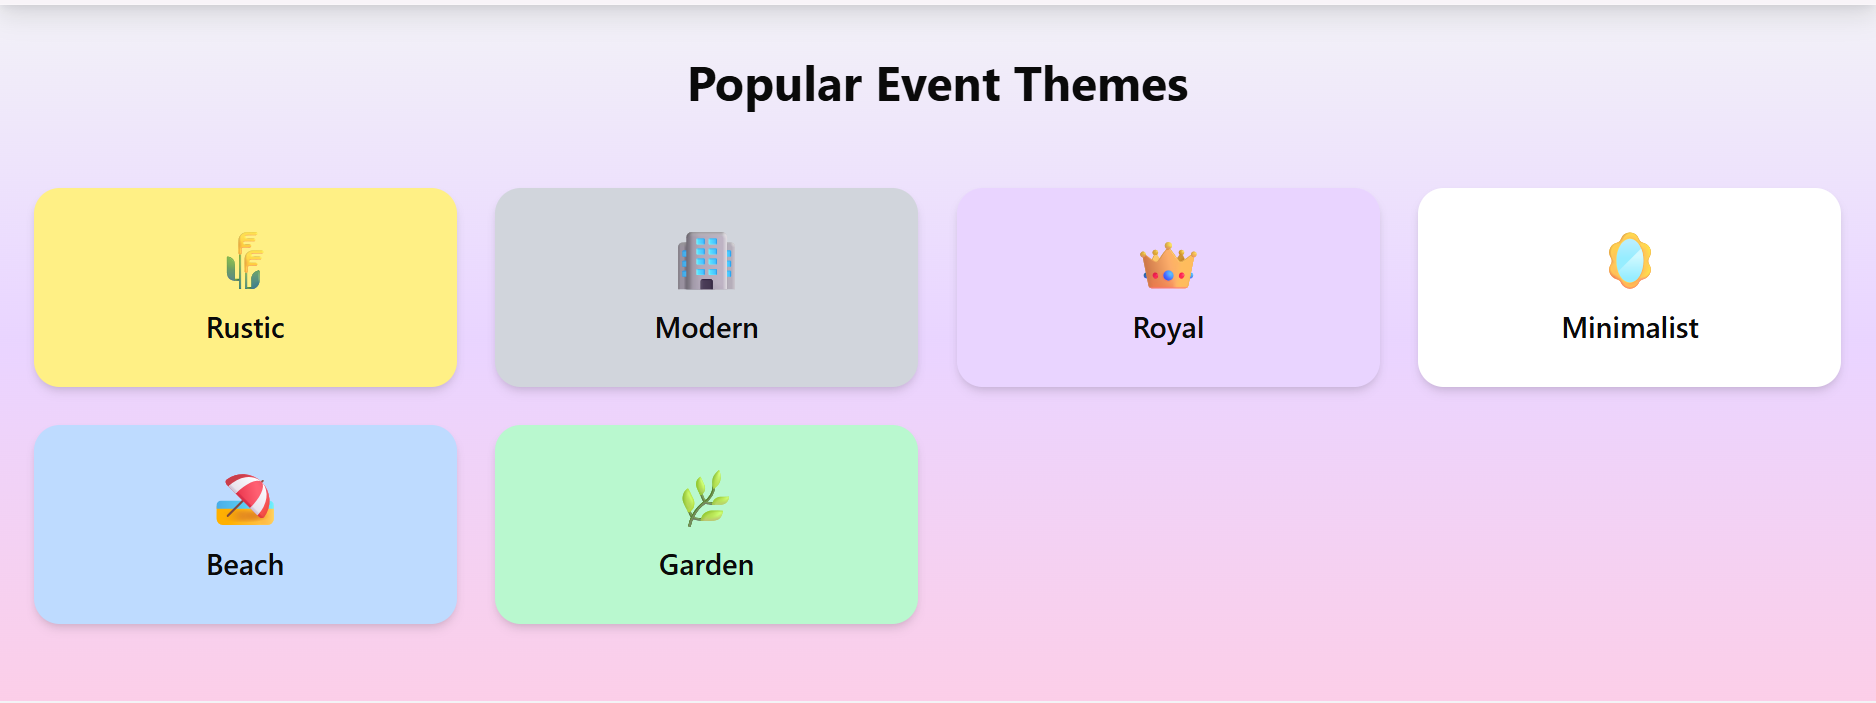 Popular Event Themes
Rustic
Modern
Royal
Minimalist
Beach
Garden